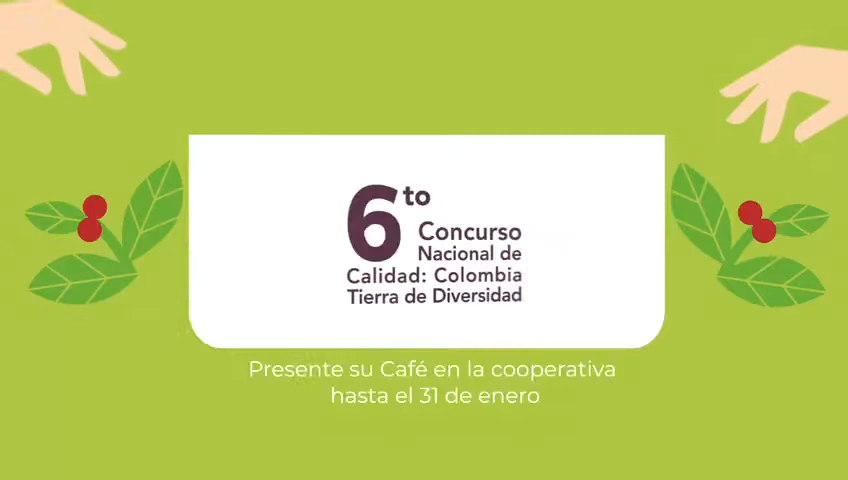 6to
Concurso
Nacional de
Calidad: Colombia
Tierra de Diversidad
Presente su Café en la cooperativa
hasta el 31 de enero